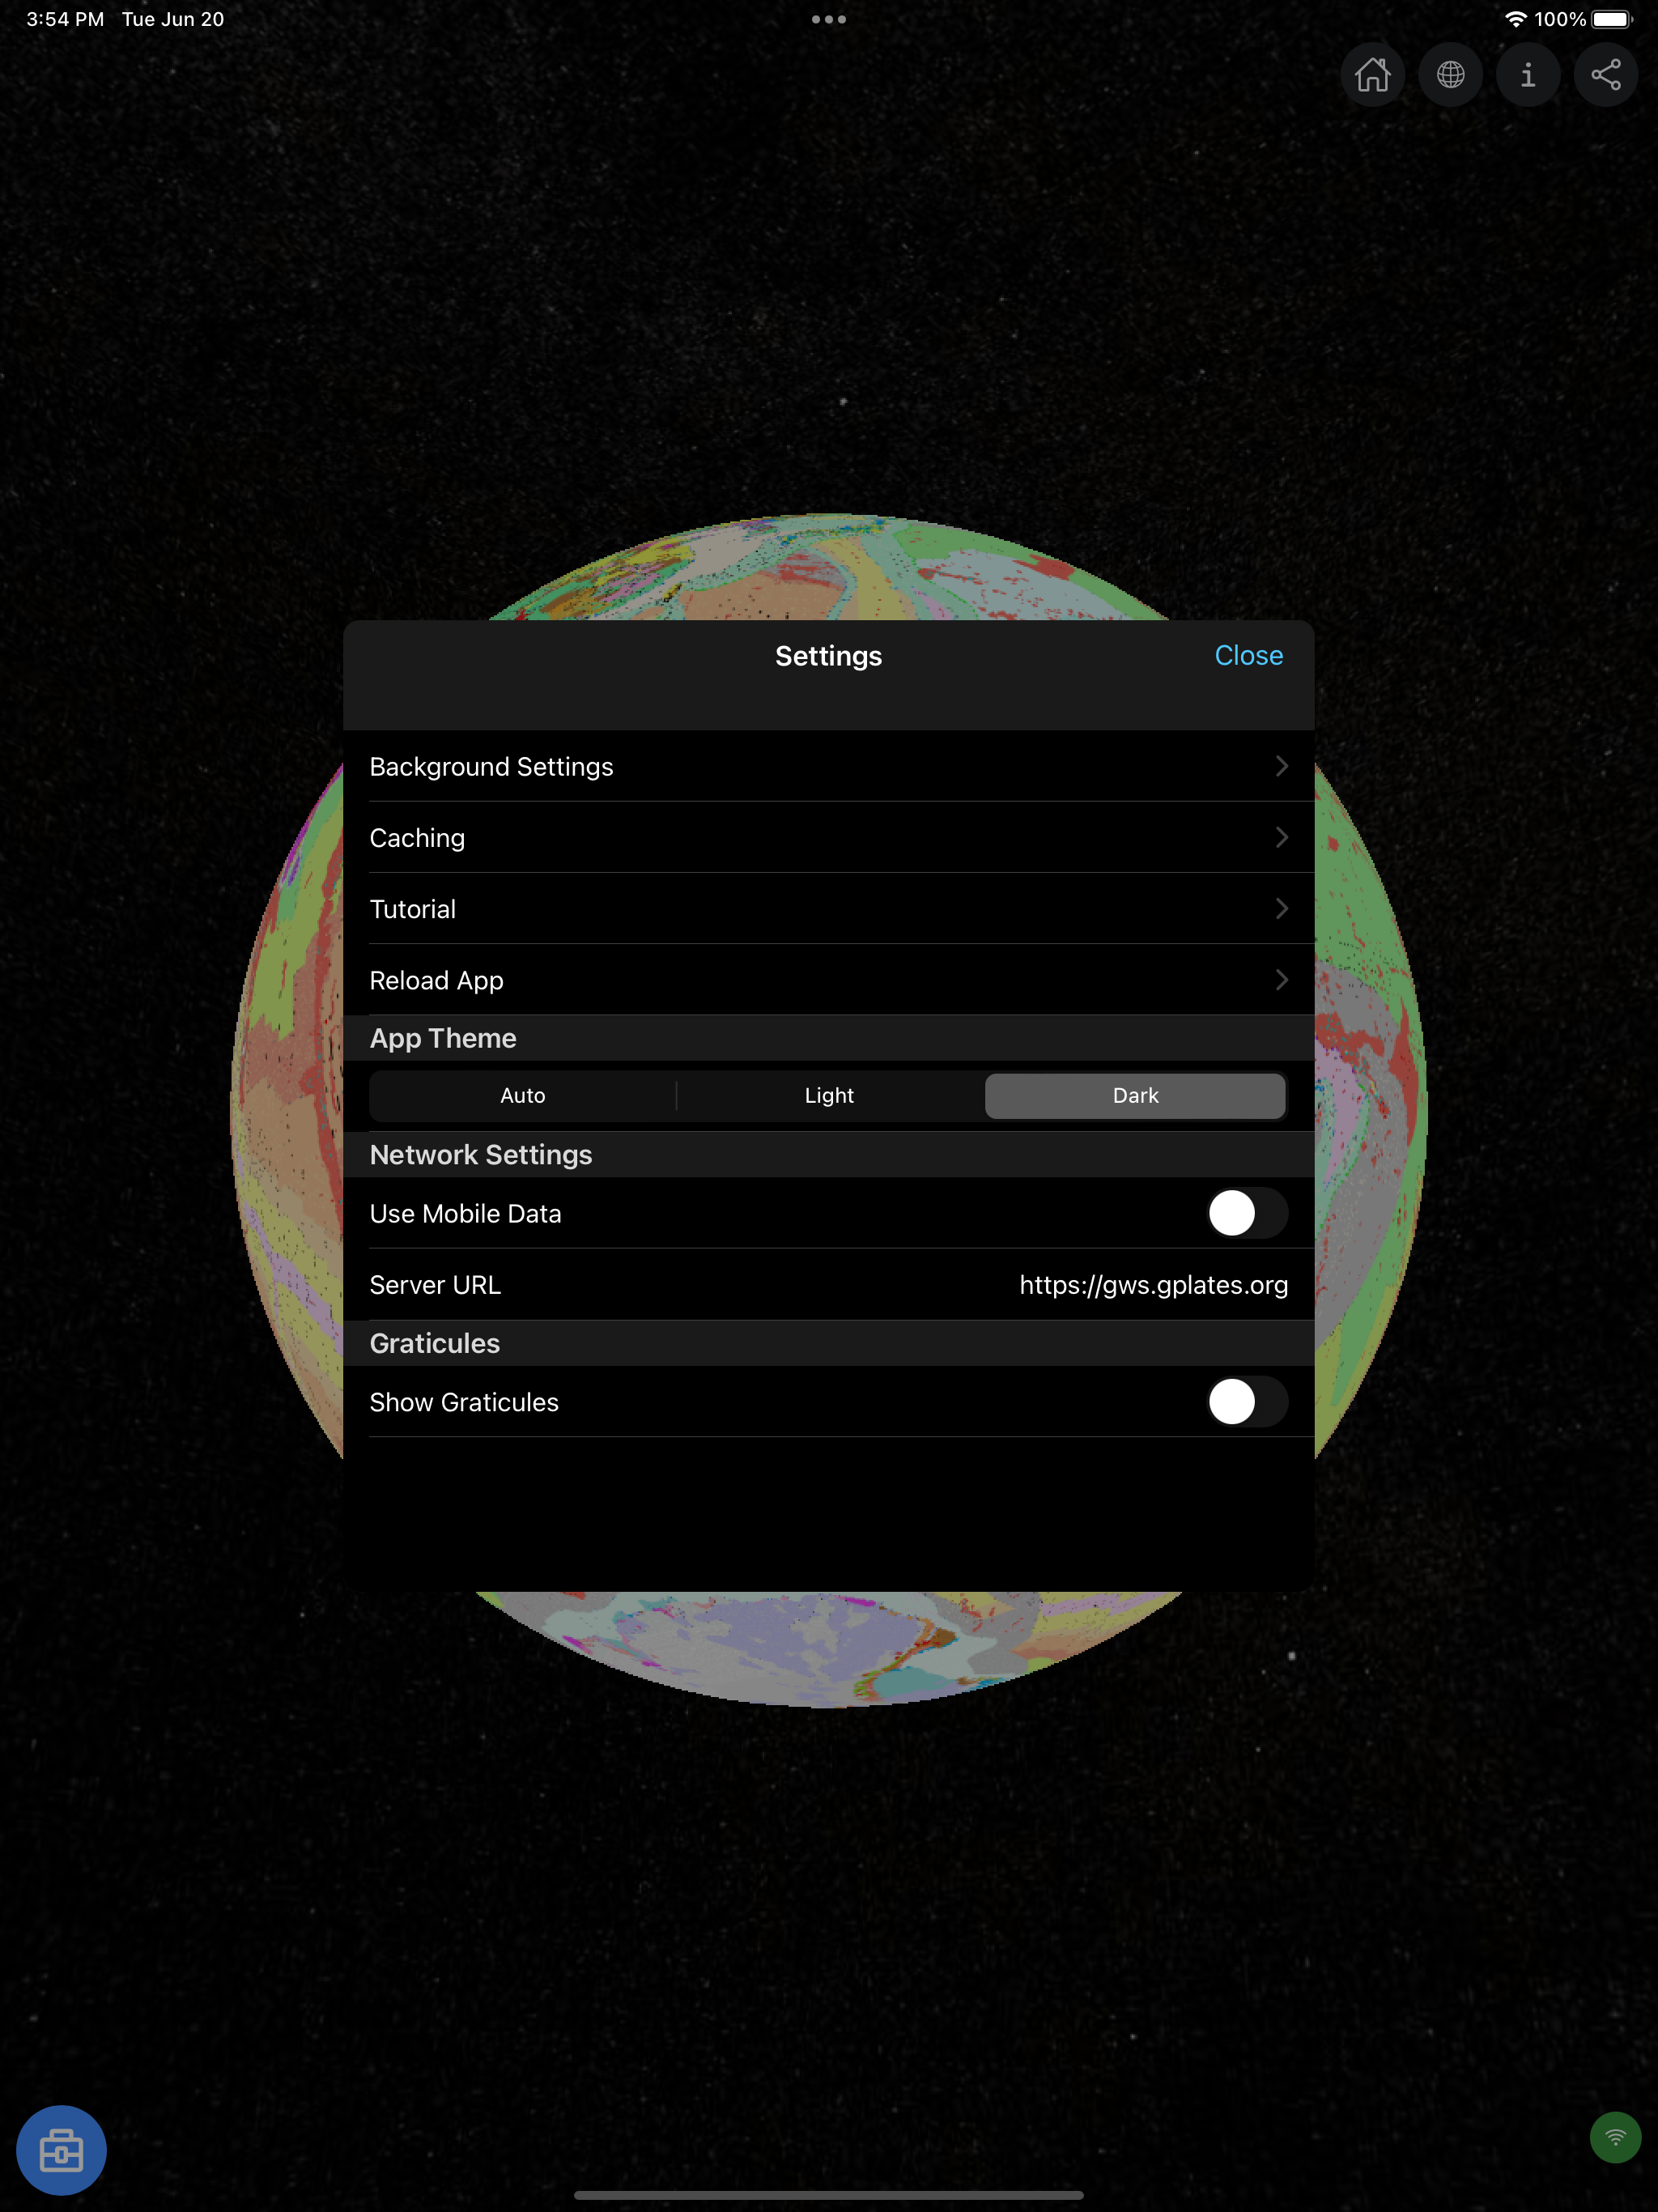 3:54 PM Tue Jun 20
100%
Settings
Close
Background Settings
Caching
Tutorial
Reload App
App Theme
Auto
Light
Dark
Network Settings
Use Mobile Data
Server URL
https://gws.gplates.org
Graticules
Show Graticules